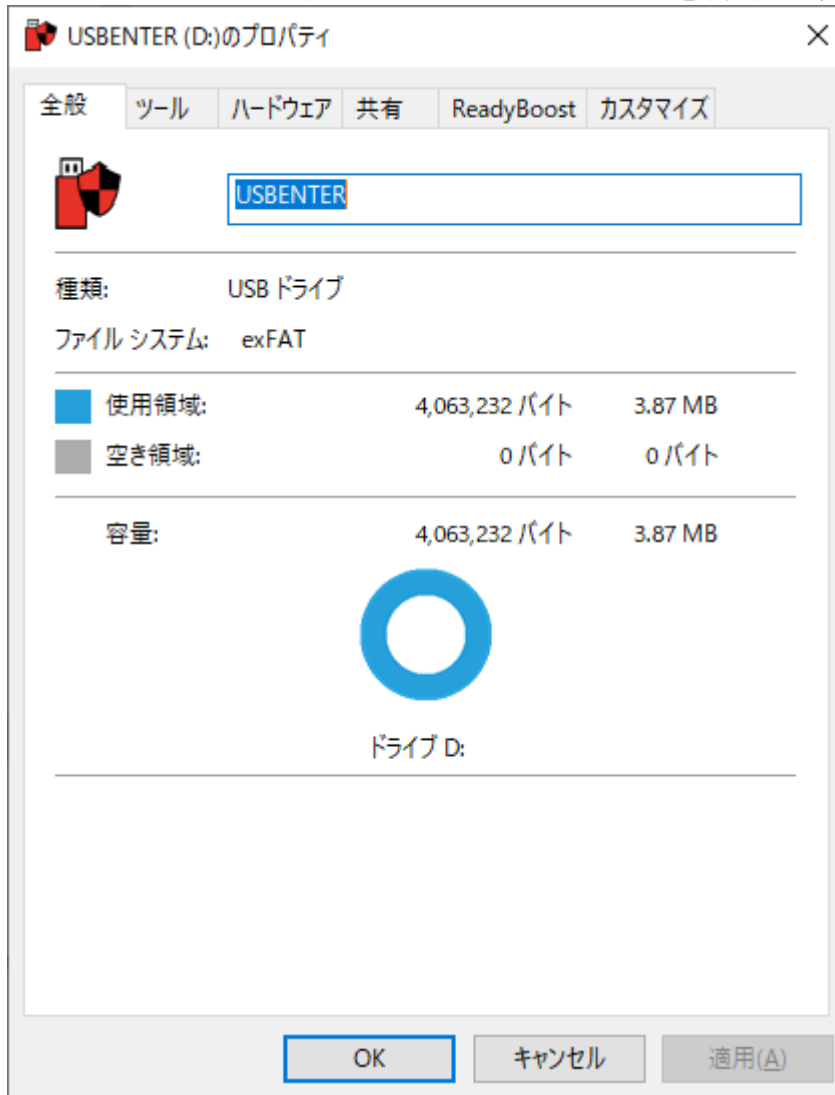 USBENTER (D:)のプロパティ
全般 ツール ハードウェア 共有 ReadyBoost カスタマイズ
USBENTER
種類: USB ドライブ
ファイル システム: exFAT
使用領域: 4,063,232 バイト 3.87 MB
空き領域: 0 バイト 0 バイト
容量: 4,063,232 バイト 3.87 MB
ドライブ D:
OK キャンセル 適用(A)